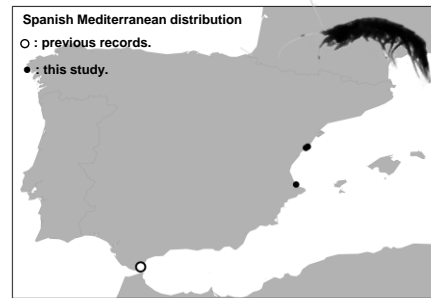 Spanish Mediterranean distribution
: previous records.
: this study.